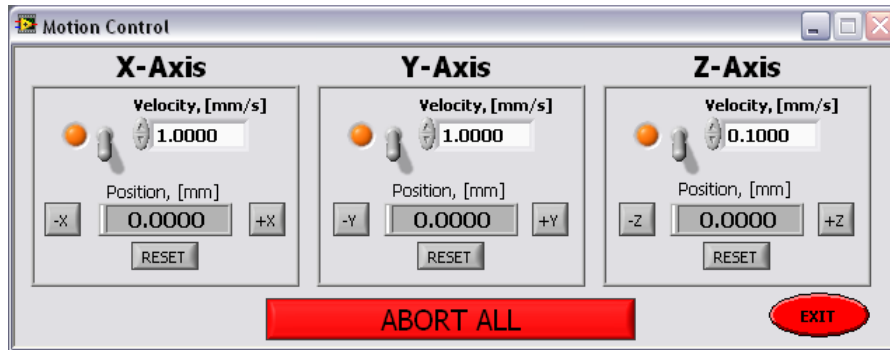 Motion Control
X-Axis
Velocity, [mm/s]
1.0000
Position, [mm]
-X
0.0000
+X
RESET
Y-Axis
Velocity, [mm/s]
1.0000
Position, [mm]
-Y
0.0000
+Y
RESET
Z-Axis
Velocity, [mm/s]
0.1000
Position, [mm]
-Z
0.0000
+Z
RESET
ABORT ALL
EXIT